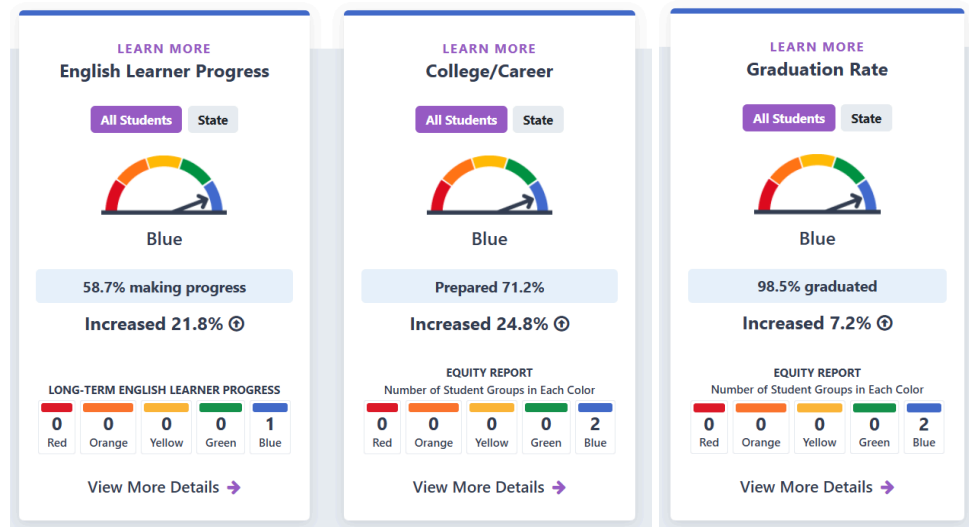 LEARN MORE
English Learner Progress
All Students
State
Blue
58.7% making progress
Increased 21.8%
LONG-TERM ENGLISH LEARNER PROGRESS
0
Red
0
Orange
0
Yellow
0
Green
1
Blue
View More Details
LEARN MORE
College/Career
All Students
State
Blue
Prepared 71.2%
Increased 24.8%
EQUITY REPORT
Number of Student Groups in Each Color
0
Red
0
Orange
0
Yellow
0
Green
2
Blue
View More Details
LEARN MORE
Graduation Rate
All Students
State
Blue
98.5% graduated
Increased 7.2%
EQUITY REPORT
Number of Student Groups in Each Color
0
Red
0
Orange
0
Yellow
0
Green
2
Blue
View More Details